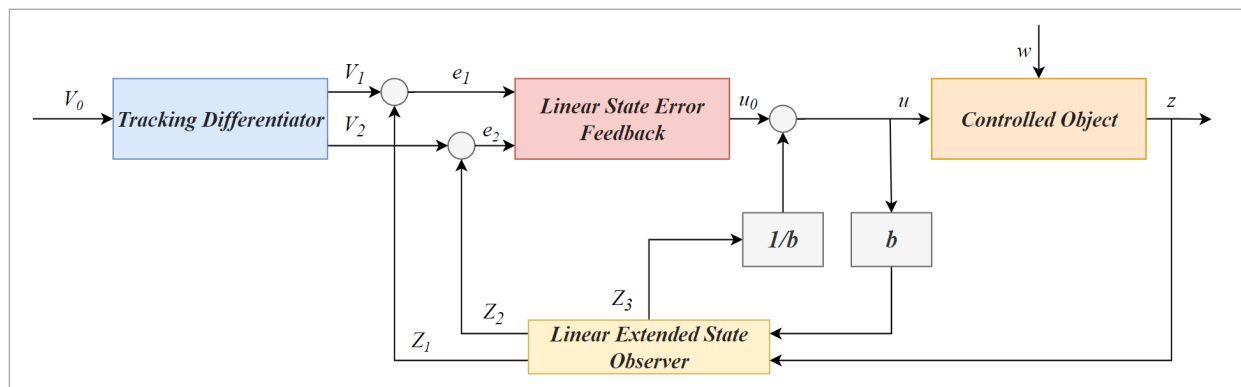 w
V₀
Tracking Differentiator
V₁
V₂
e₁
e₂
Linear State Error
Feedback
u₀
u
Controlled Object
z
1/b
b
Z₃
Z₂
Z₁
Linear Extended State
Observer